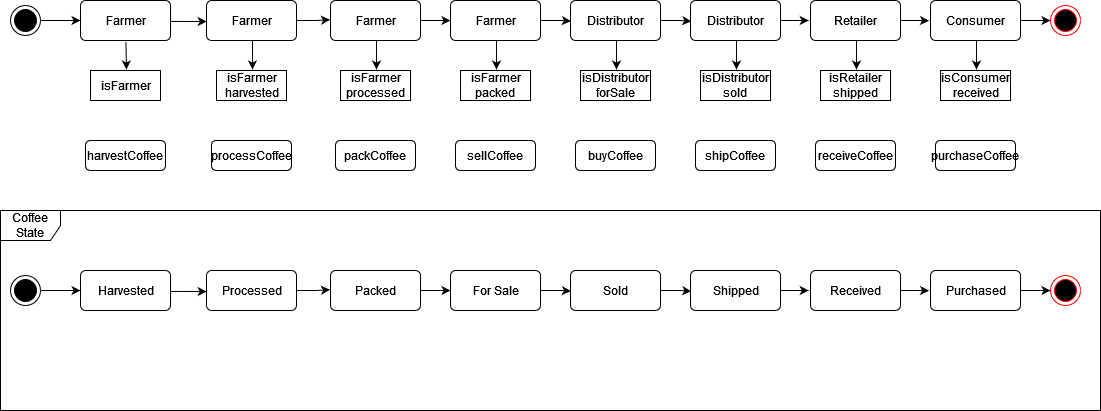 Farmer
Farmer
Farmer
Farmer
Distributor
Distributor
Retailer
Consumer
isFarmer
isFarmer
harvested
isFarmer
processed
isFarmer
packed
isDistributor
forSale
isDistributor
sold
isRetailer
shipped
isConsumer
received
harvestCoffee
processCoffee
packCoffee
sellCoffee
buyCoffee
shipCoffee
receiveCoffee
purchaseCoffee
Coffee
State
Harvested
Processed
Packed
For Sale
Sold
Shipped
Received
Purchased